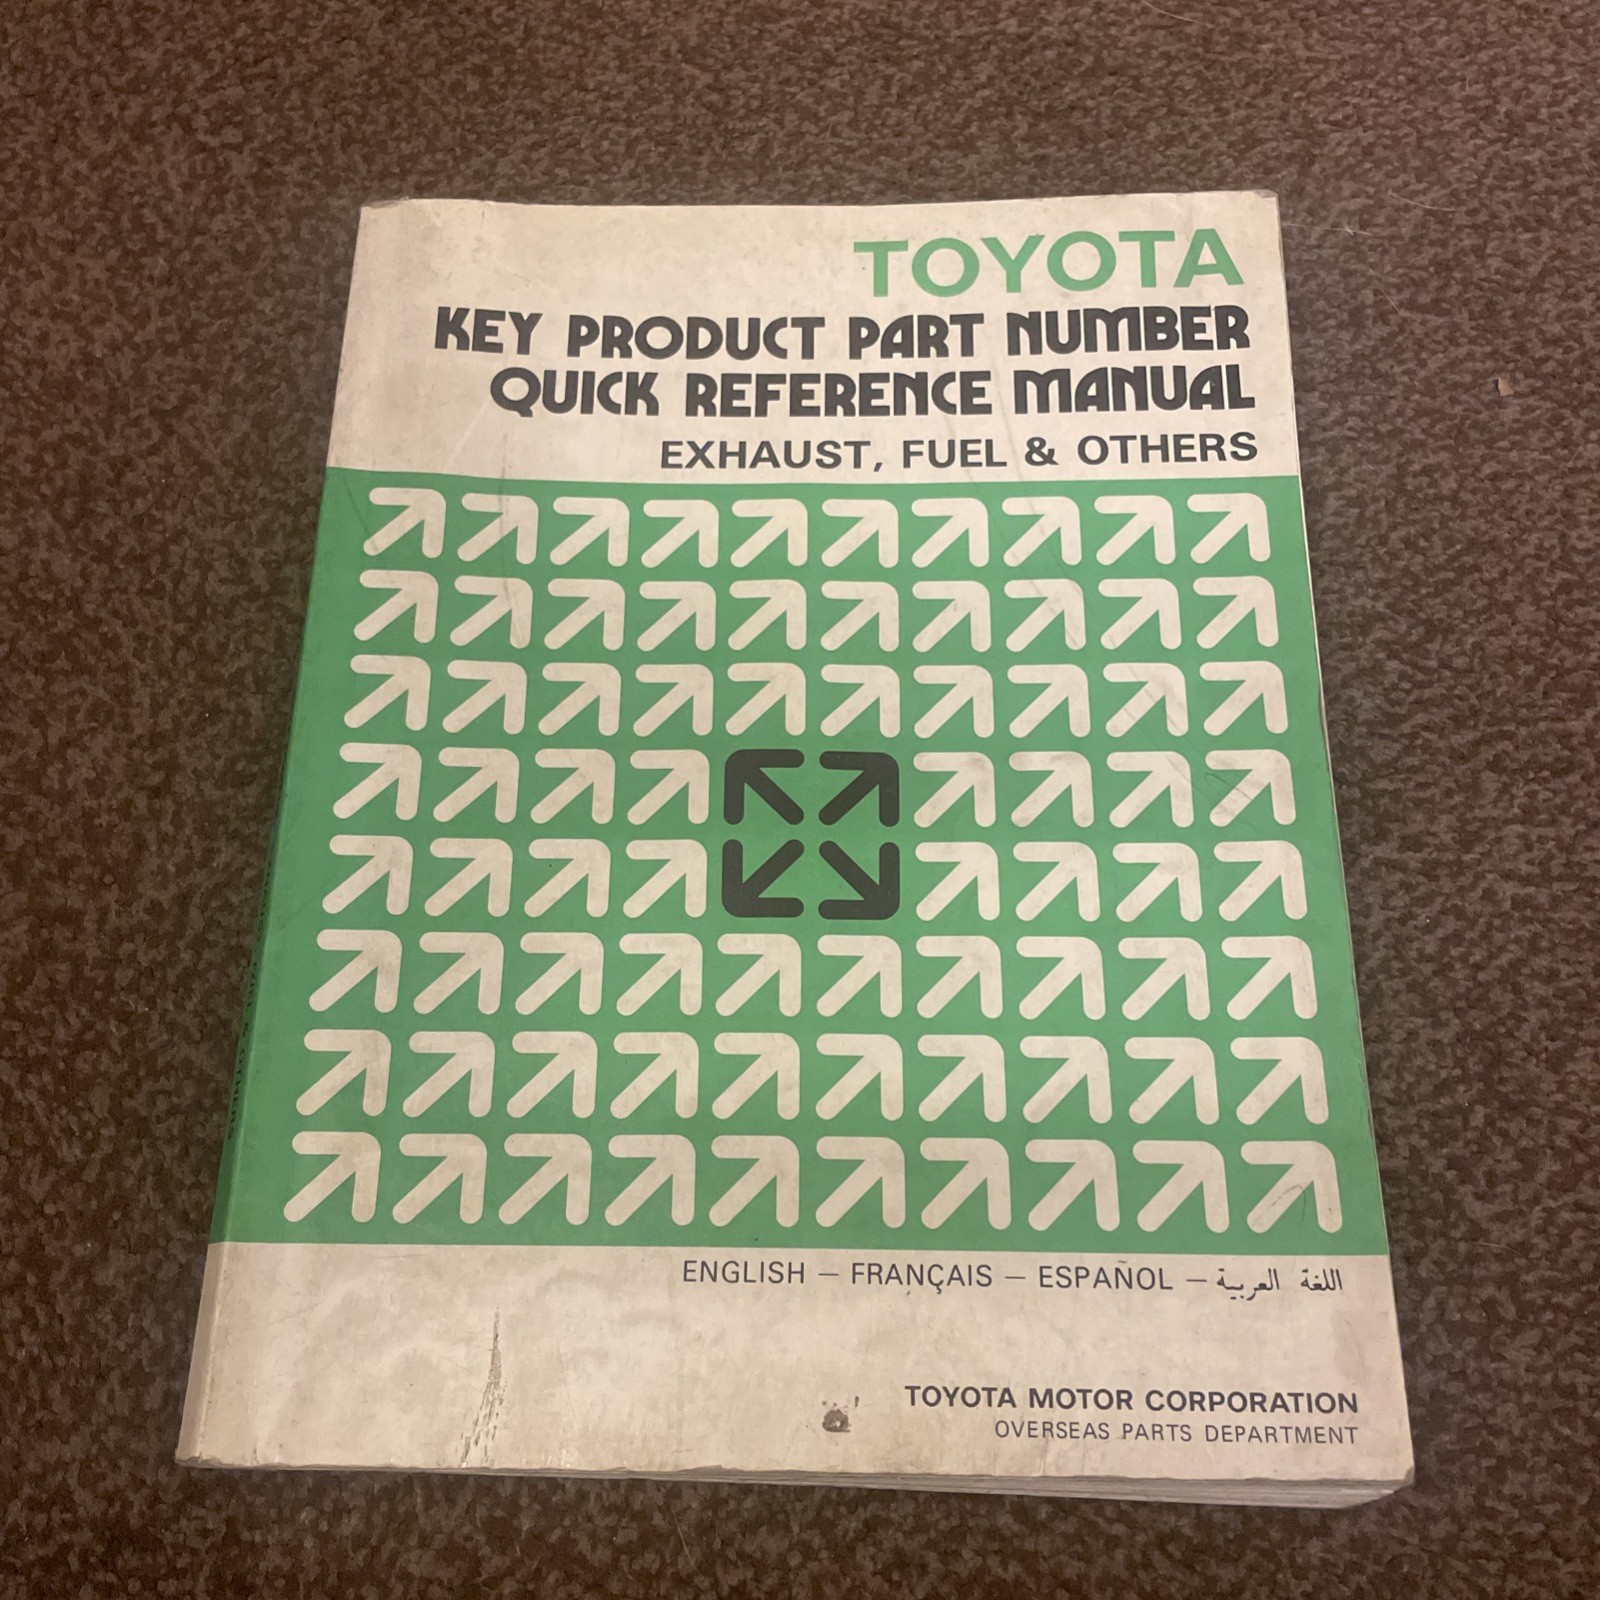 TOYOTA
KEY PRODUCT PART NUMBER
QUICK REFERENCE MANUAL
EXHAUST, FUEL & OTHERS
ENGLISH — FRANÇAIS — ESPAÑOL — اللغة العربية
TOYOTA MOTOR CORPORATION
OVERSEAS PARTS DEPARTMENT